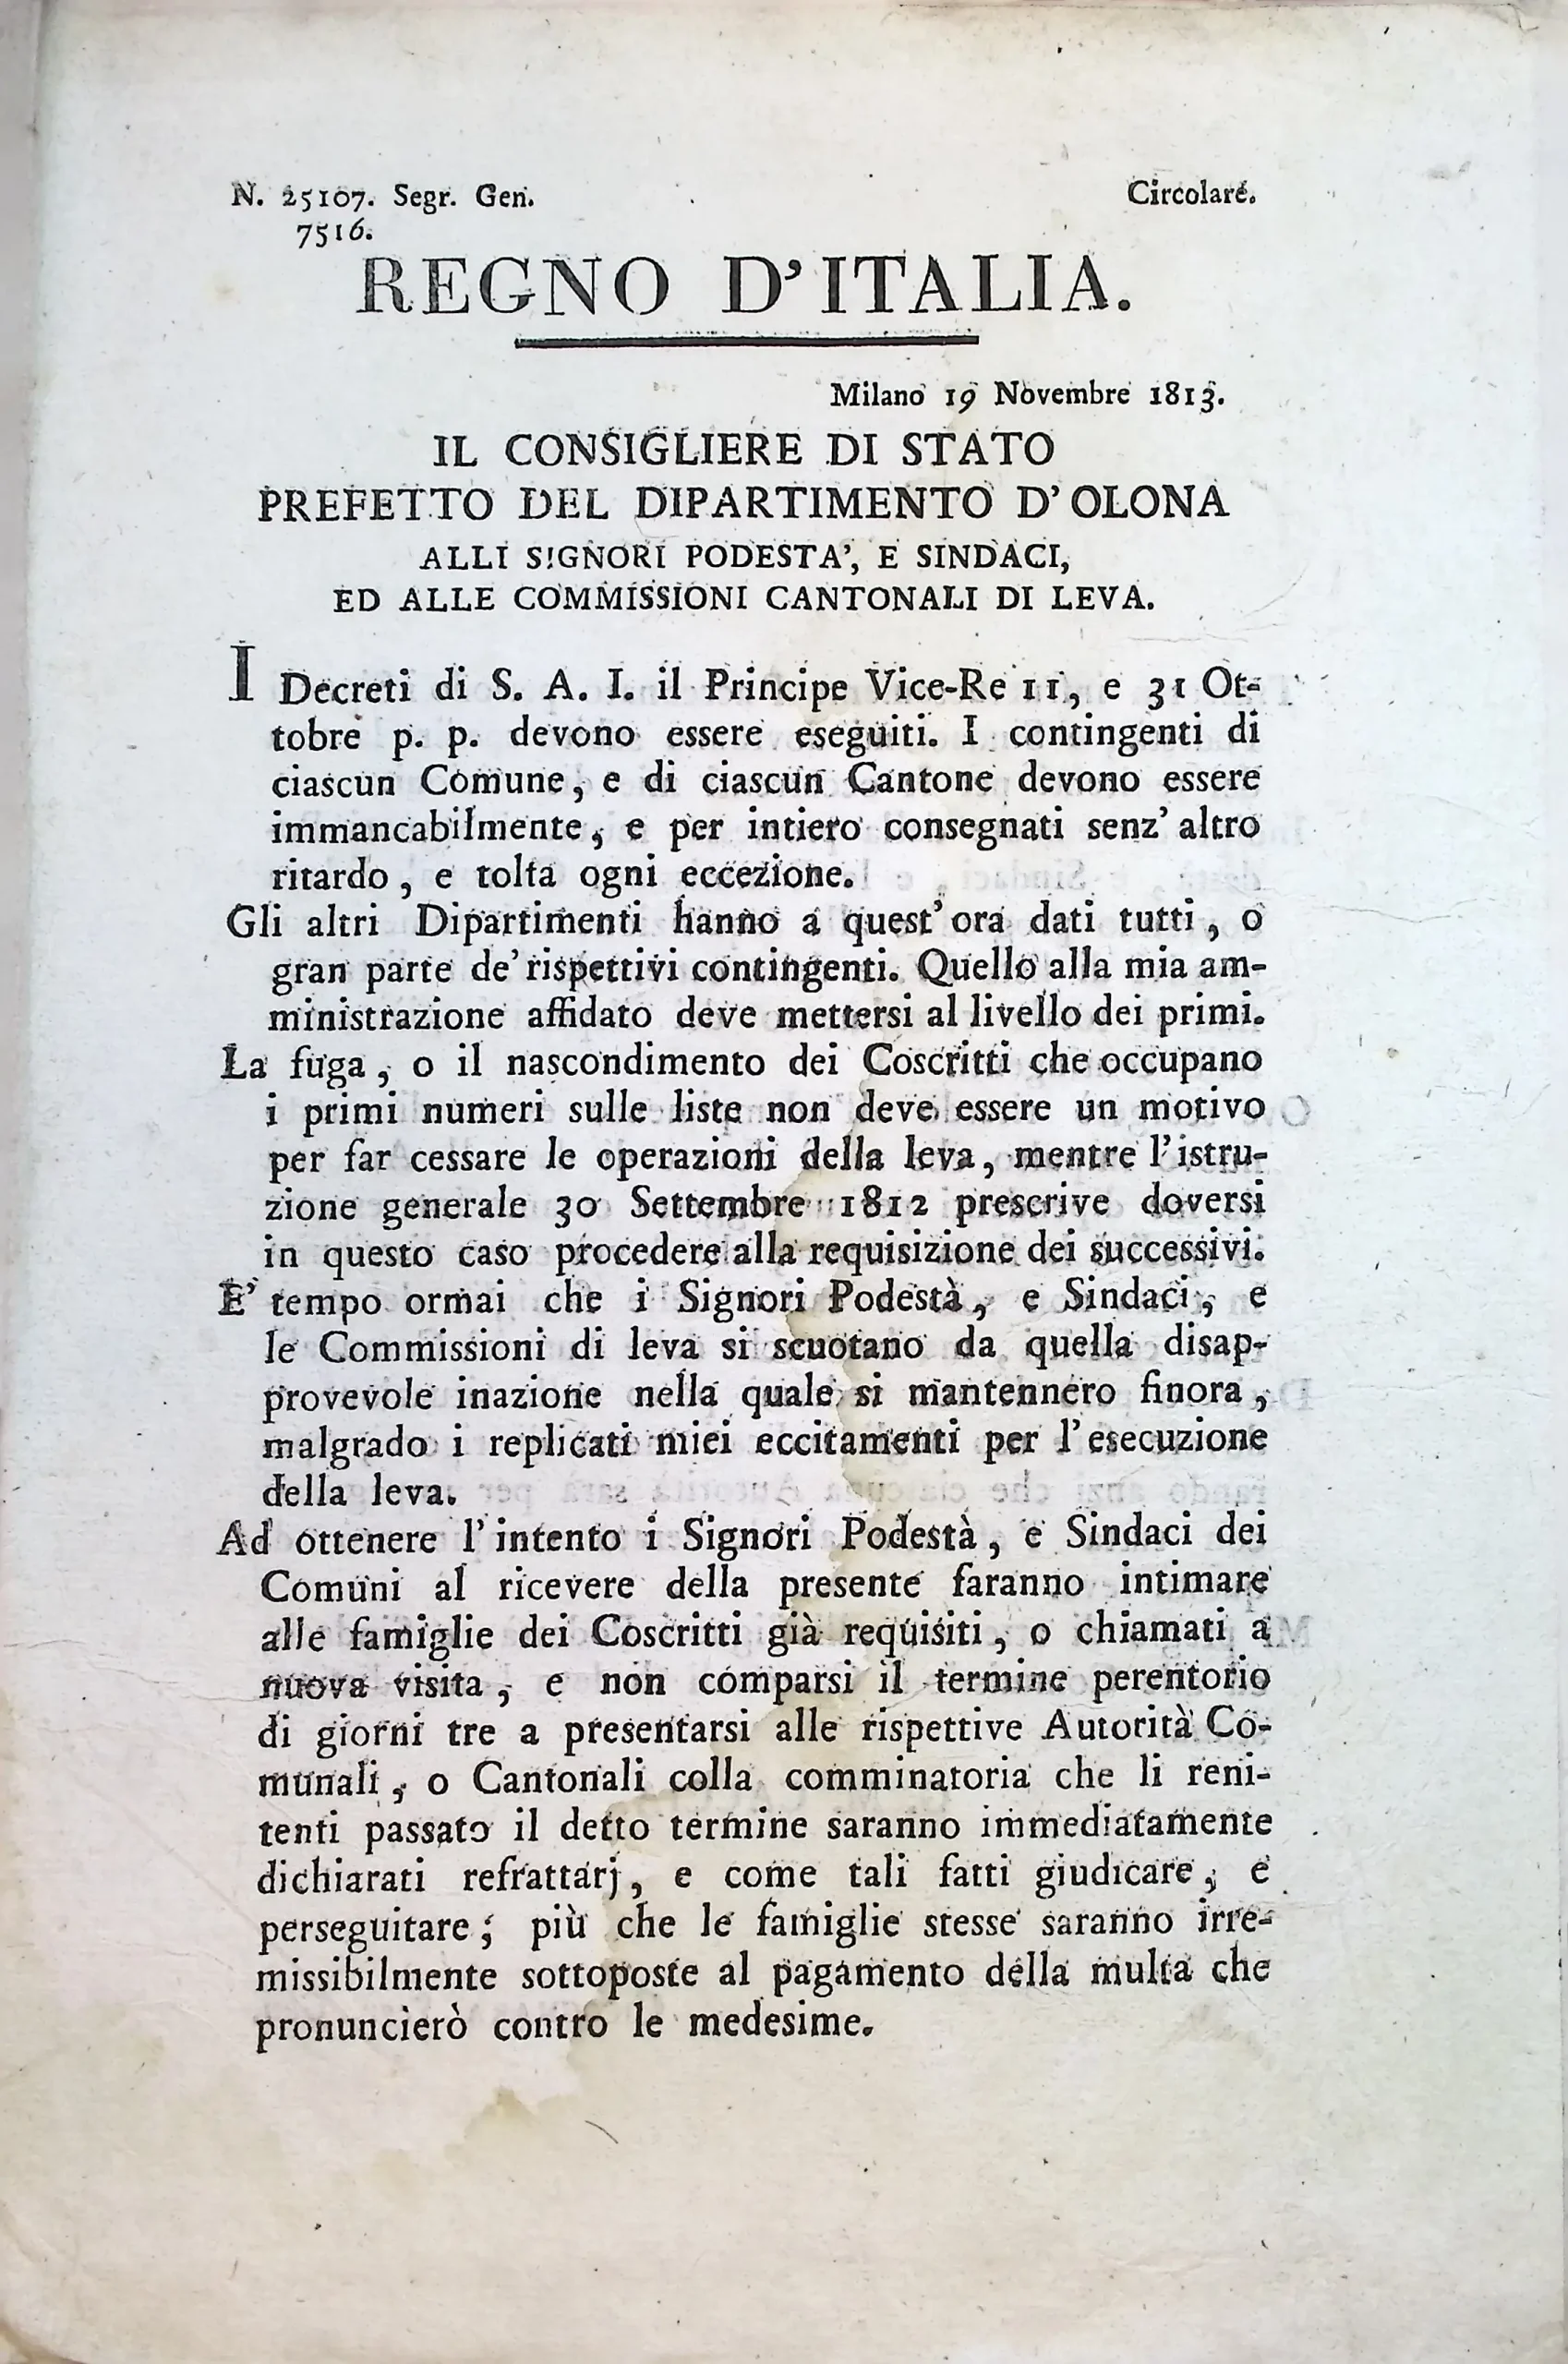 N. 25107. Segr. Gen. Circolare.
7516.
REGNO D'ITALIA.
Milano 19 Novembre 1813.
IL CONSIGLIERE DI STATO
PREFETTO DEL DIPARTIMENTO D'OLONA
ALLI SIGNORI PODESTA', E SINDACI,
ED ALLE COMMISSIONI CANTONALI DI LEVA.
I Decreti di S. A. I. il Principe Vice-Re 11, e 31 Ot-
tobre p. p. devono essere eseguiti. I contingenti di
ciascun Comune, e di ciascun Cantone devono essere
immancabilmente, e per intiero consegnati senz' altro
ritardo, e tolta ogni eccezione.
Gli altri Dipartimenti hanno a quest' ora dati tutti, o
gran parte de' rispettivi contingenti. Quello alla mia am-
ministrazione affidato deve mettersi al livello dei primi.
La fuga, o il nascondimento dei Coscritti che occupano
i primi numeri sulle liste non deve essere un motivo
per far cessare le operazioni della leva, mentre l'istru-
zione generale 30 Settembre 1812 prescrive doversi
in questo caso procedere alla requisizione dei successivi.
E' tempo ormai che i Signori Podestà, e Sindaci, e
le Commissioni di leva si scuotano da quella disap-
provevole inazione nella quale si mantennero finora,
malgrado i replicati miei eccitamenti per l'esecuzione
della leva.
Ad ottenere l'intento i Signori Podestà, e Sindaci dei
Comuni al ricevere della presente faranno intimare
alle famiglie dei Coscritti già requisiti, o chiamati a
nuova visita, e non comparsi il termine perentorio
di giorni tre a presentarsi alle rispettive Autorità Co-
munali, o Cantonali colla comminatoria che li reni-
tenti passato il detto termine saranno immediatamente
dichiarati refrattarj, e come tali fatti giudicare, e
perseguitare; più che le famiglie stesse saranno irre-
missibilmente sottoposte al pagamento della multa che
pronuncierò contro le medesime.